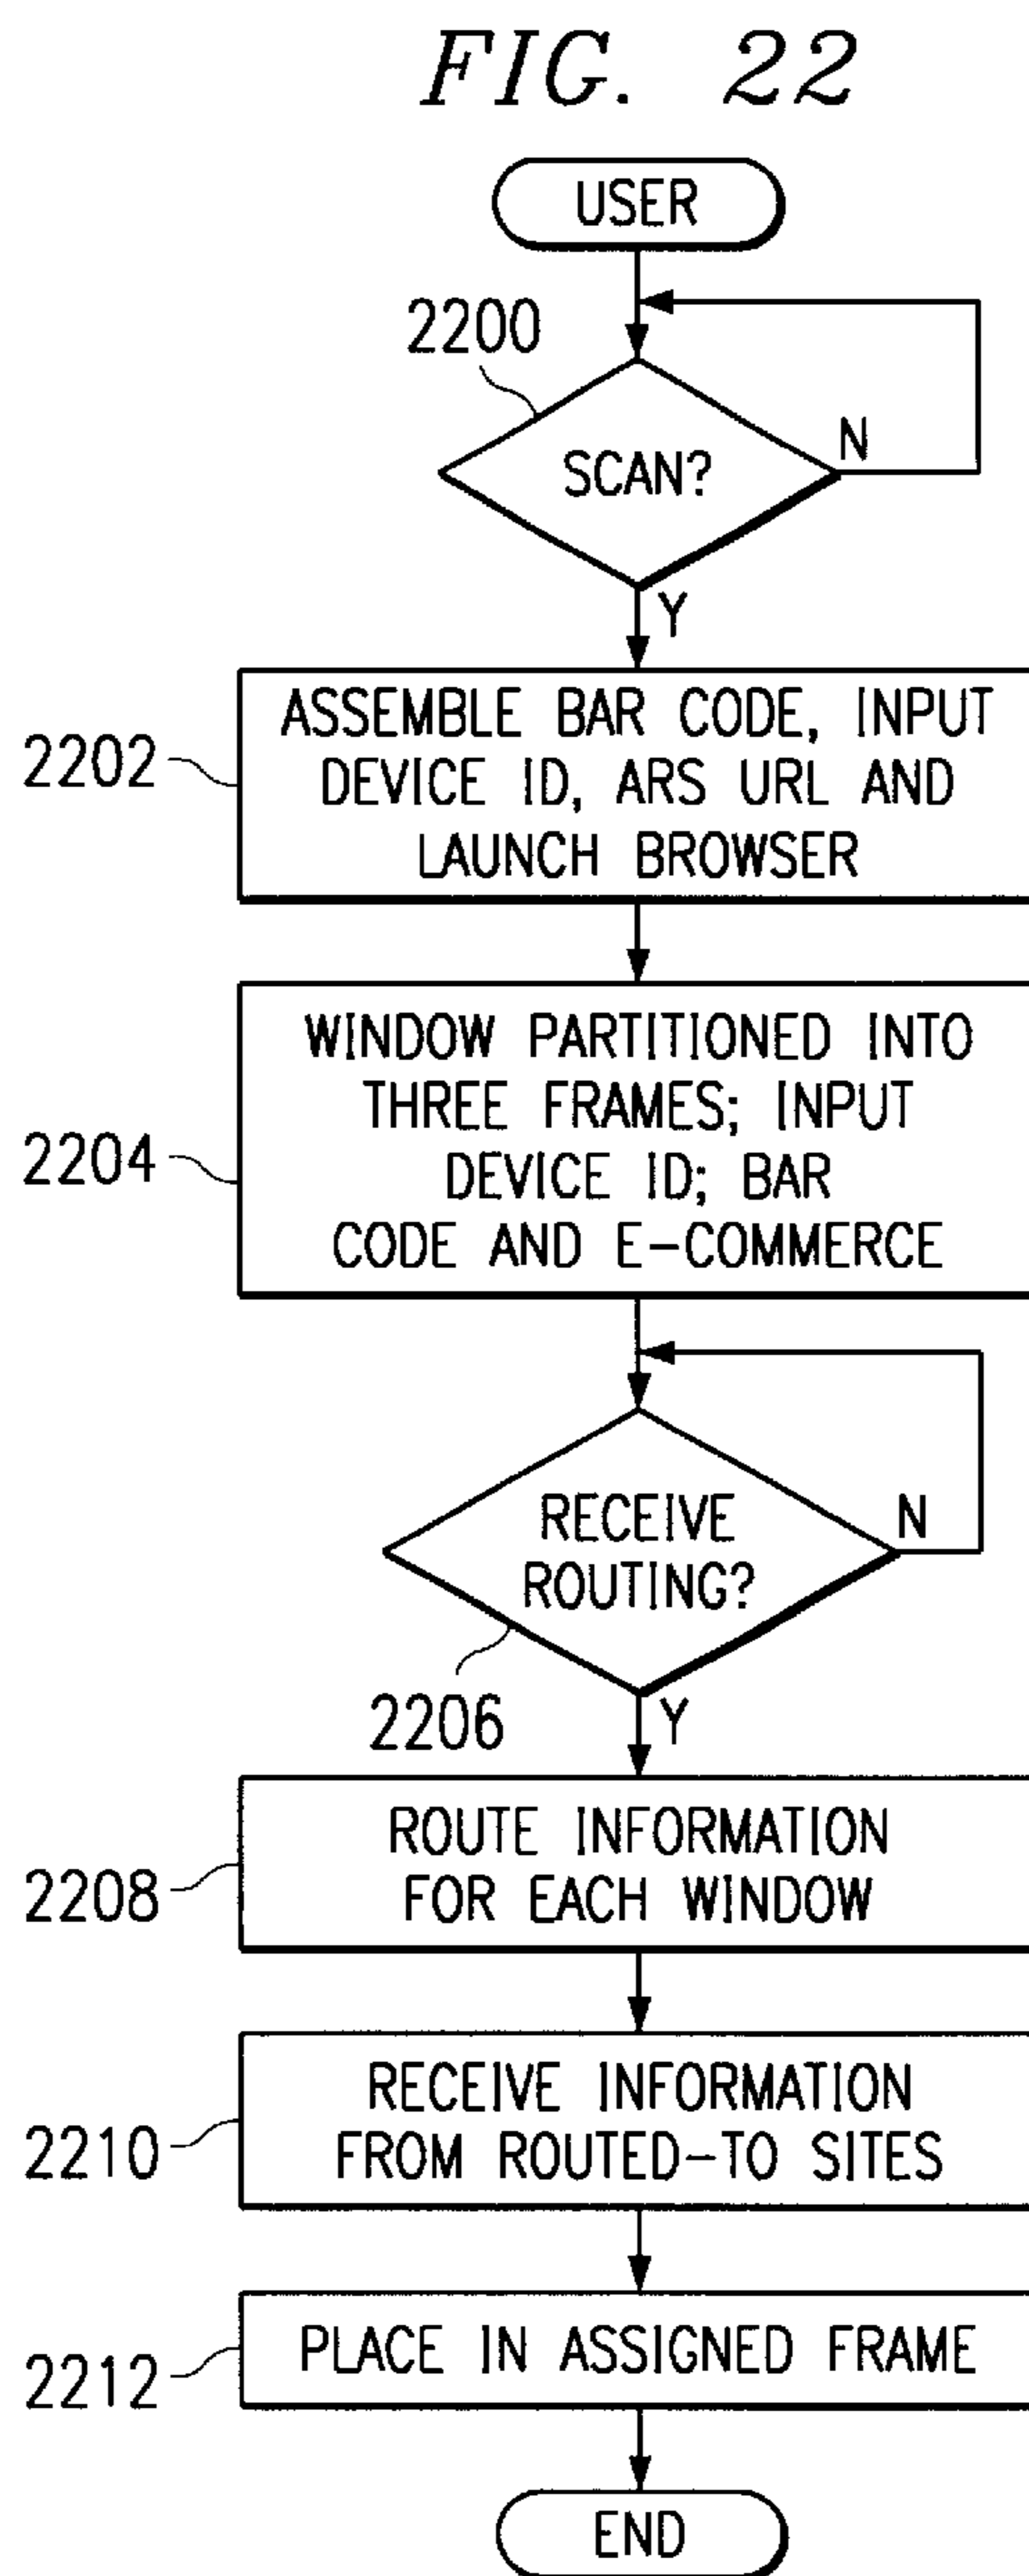 FIG. 22
USER
2200
SCAN?
N
Y
2202
ASSEMBLE BAR CODE, INPUT
DEVICE ID, ARS URL AND
LAUNCH BROWSER
2204
WINDOW PARTITIONED INTO
THREE FRAMES; INPUT
DEVICE ID; BAR
CODE AND E-COMMERCE
RECEIVE
ROUTING?
N
2206
Y
2208
ROUTE INFORMATION
FOR EACH WINDOW
2210
RECEIVE INFORMATION
FROM ROUTED-TO SITES
2212
PLACE IN ASSIGNED FRAME
END